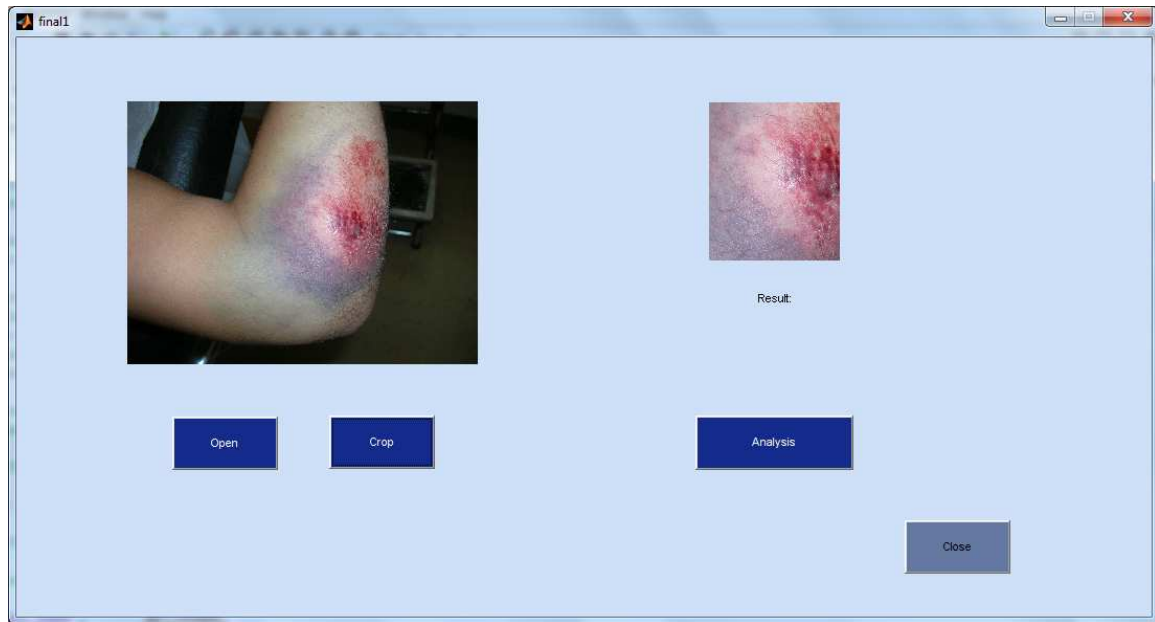 final1
Result:
Open
Crop
Analysis
Close